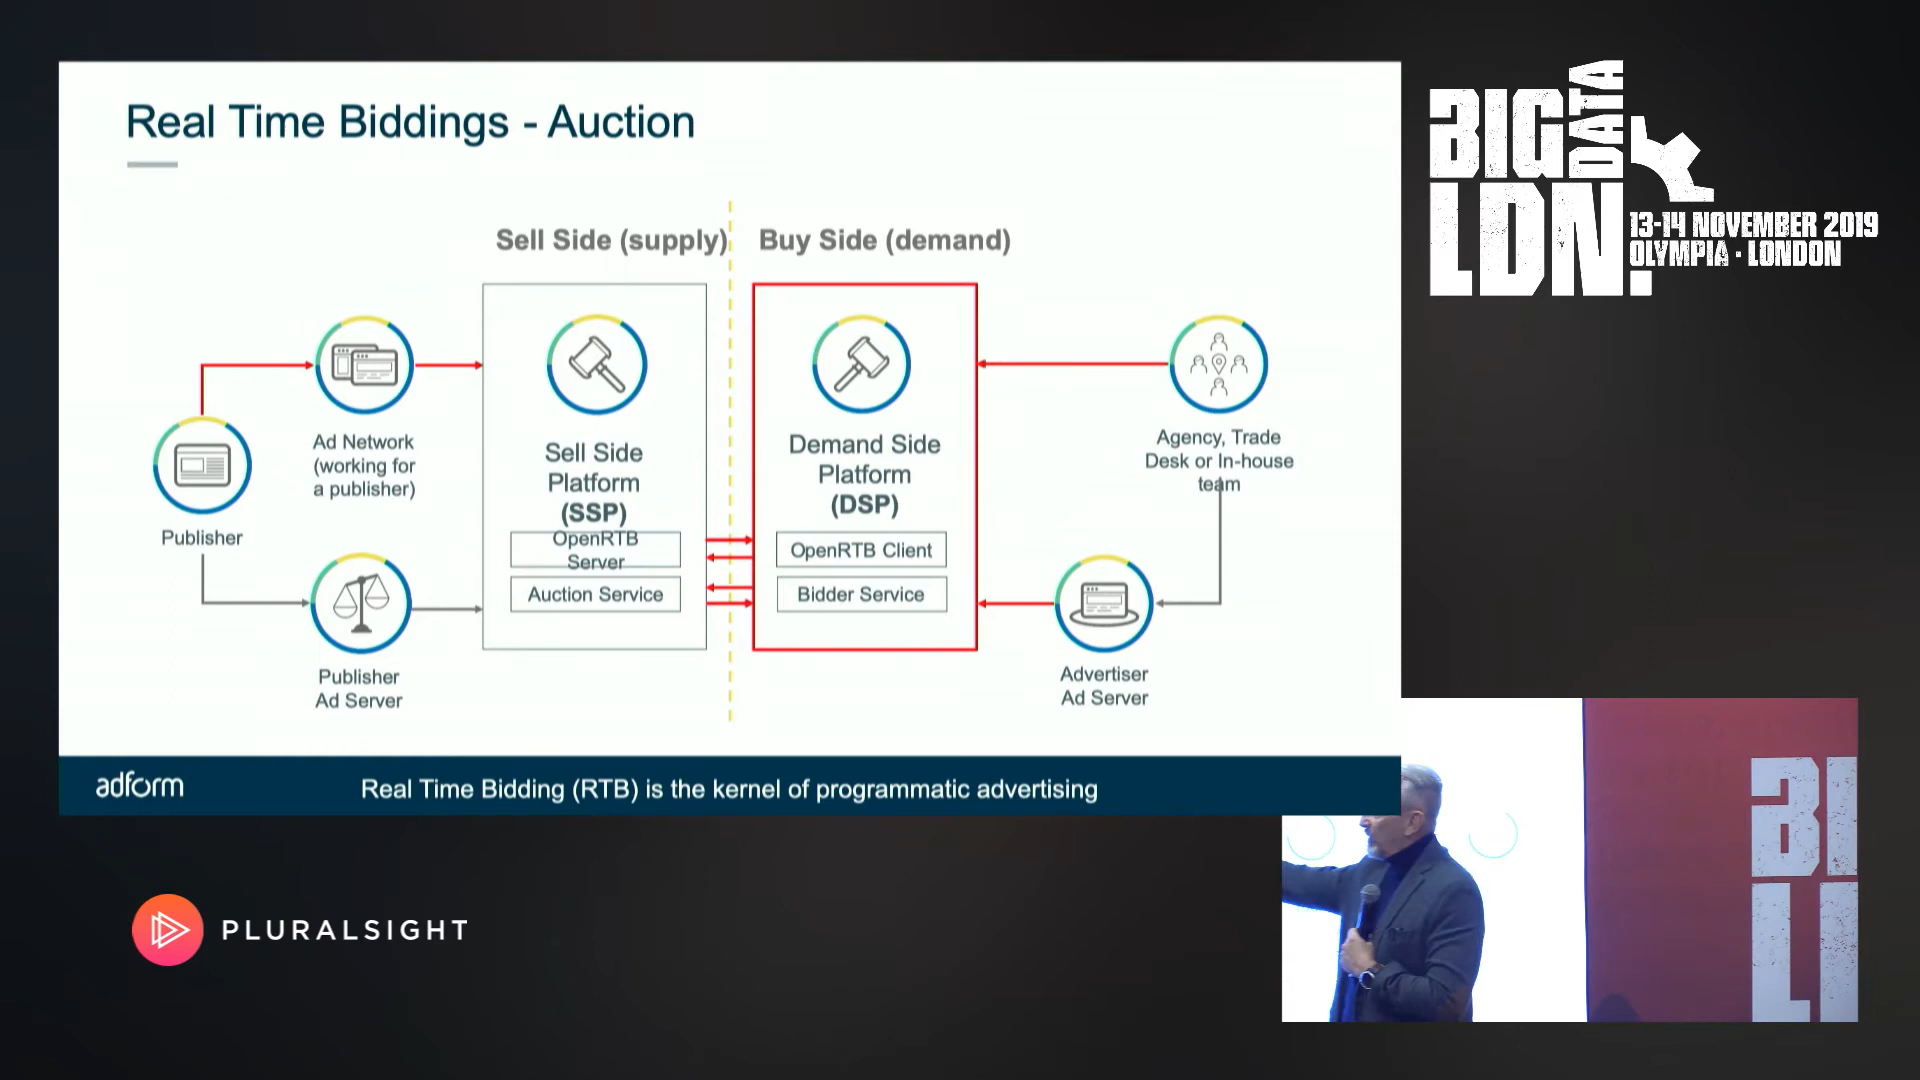 Real Time Biddings - Auction
Sell Side (supply)
Buy Side (demand)
Ad Network
(working for
a publisher)
Publisher
Publisher
Ad Server
Sell Side
Platform
(SSP)
OpenRTB
Server
Auction Service
Demand Side
Platform
(DSP)
OpenRTB Client
Bidder Service
Agency, Trade
Desk or In-house
team
Advertiser
Ad Server
adform
Real Time Bidding (RTB) is the kernel of programmatic advertising
BIG
DATA
LDN.
13-14 NOVEMBER 2019
OLYMPIA · LONDON
PLURALSIGHT
BI
L